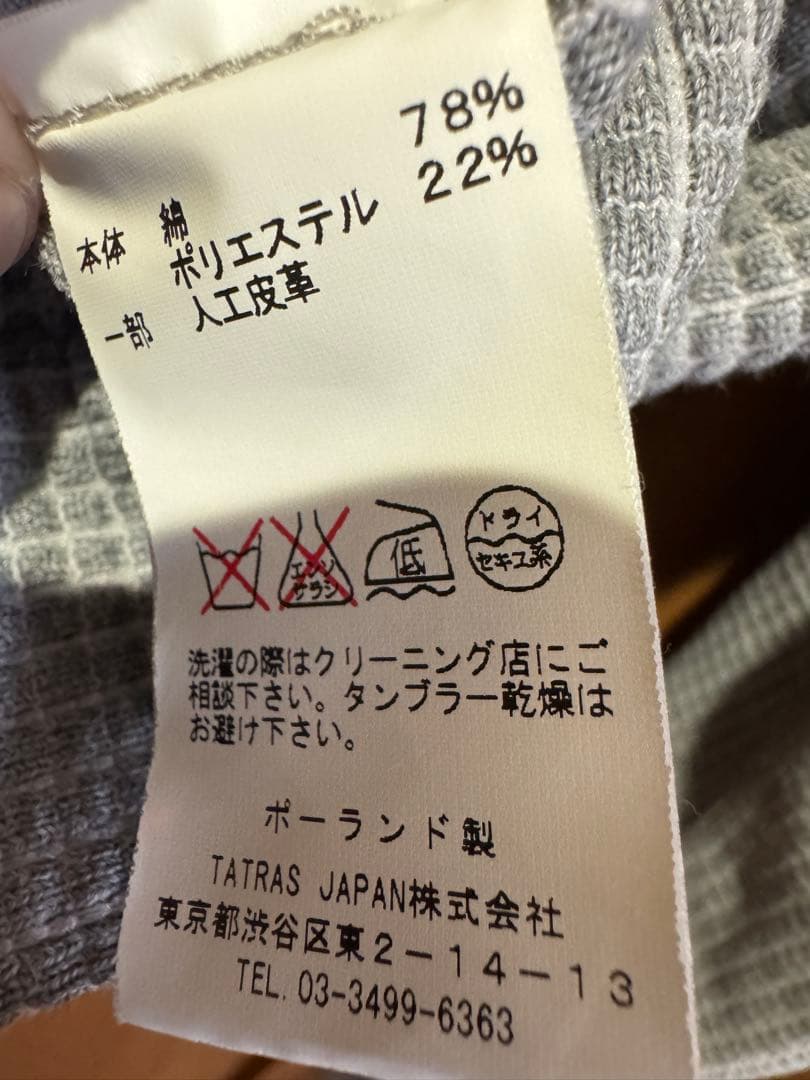 本体 綿 78%
ポリエステル 22%
一部 人工皮革
エンソ
サラシ
低
ドライ
セキユ系
洗濯の際はクリーニング店にご
相談下さい。タンブラー乾燥は
お避け下さい。
ポーランド製
TATRAS JAPAN株式会社
東京都渋谷区東2-14-13
TEL. 03-3499-6363